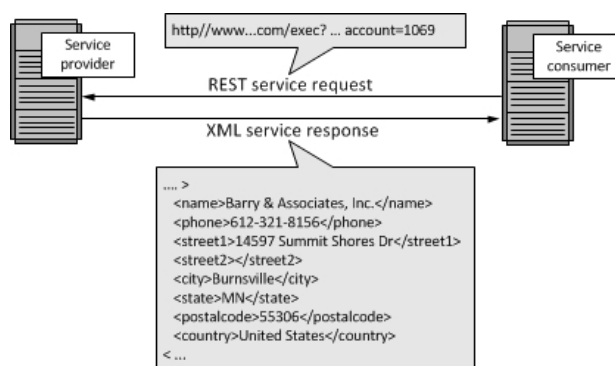 http//www...com/exec? ... account=1069
Service
provider
Service
consumer
REST service request
XML service response
.... >
<name>Barry & Associates, Inc.</name>
<phone>612-321-8156</phone>
<street1>14597 Summit Shores Dr</street1>
<street2></street2>
<city>Burnsville</city>
<state>MN</state>
<postalcode>55306</postalcode>
<country>United States</country>
< ...